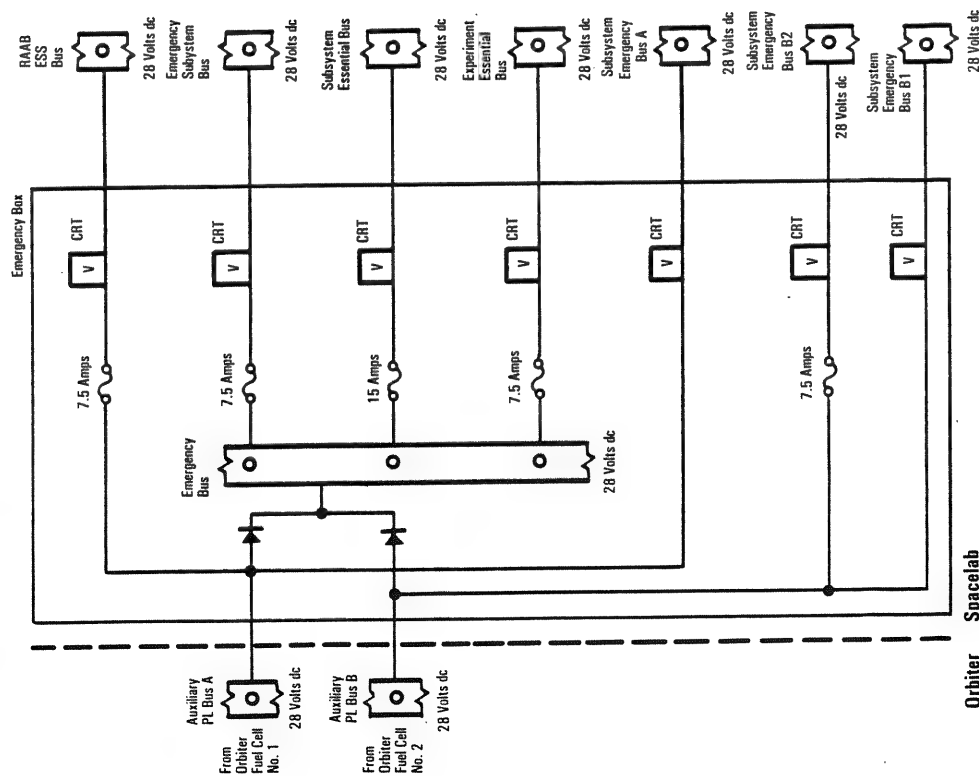 RAAB
ESS
Bus
28 Volts dc
Emergency
Subsystem
Bus
28 Volts dc
Subsystem
Essential Bus
28 Volts dc
Experiment
Essential
Bus
28 Volts dc
Subsystem
Emergency
Bus A
28 Volts dc
Subsystem
Emergency
Bus B2
28 Volts dc
Subsystem
Emergency
Bus B1
28 Volts dc
Emergency Box
V
CRT
V
CRT
V
CRT
V
CRT
V
CRT
V
CRT
V
CRT
7.5 Amps
7.5 Amps
15 Amps
7.5 Amps
7.5 Amps
Emergency
Bus
28 Volts dc
Spacelab
Orbiter
Auxiliary
PL Bus A
28 Volts dc
From
Orbiter
Fuel Cell
No. 1
Auxiliary
PL Bus B
28 Volts dc
From
Orbiter
Fuel Cell
No. 2